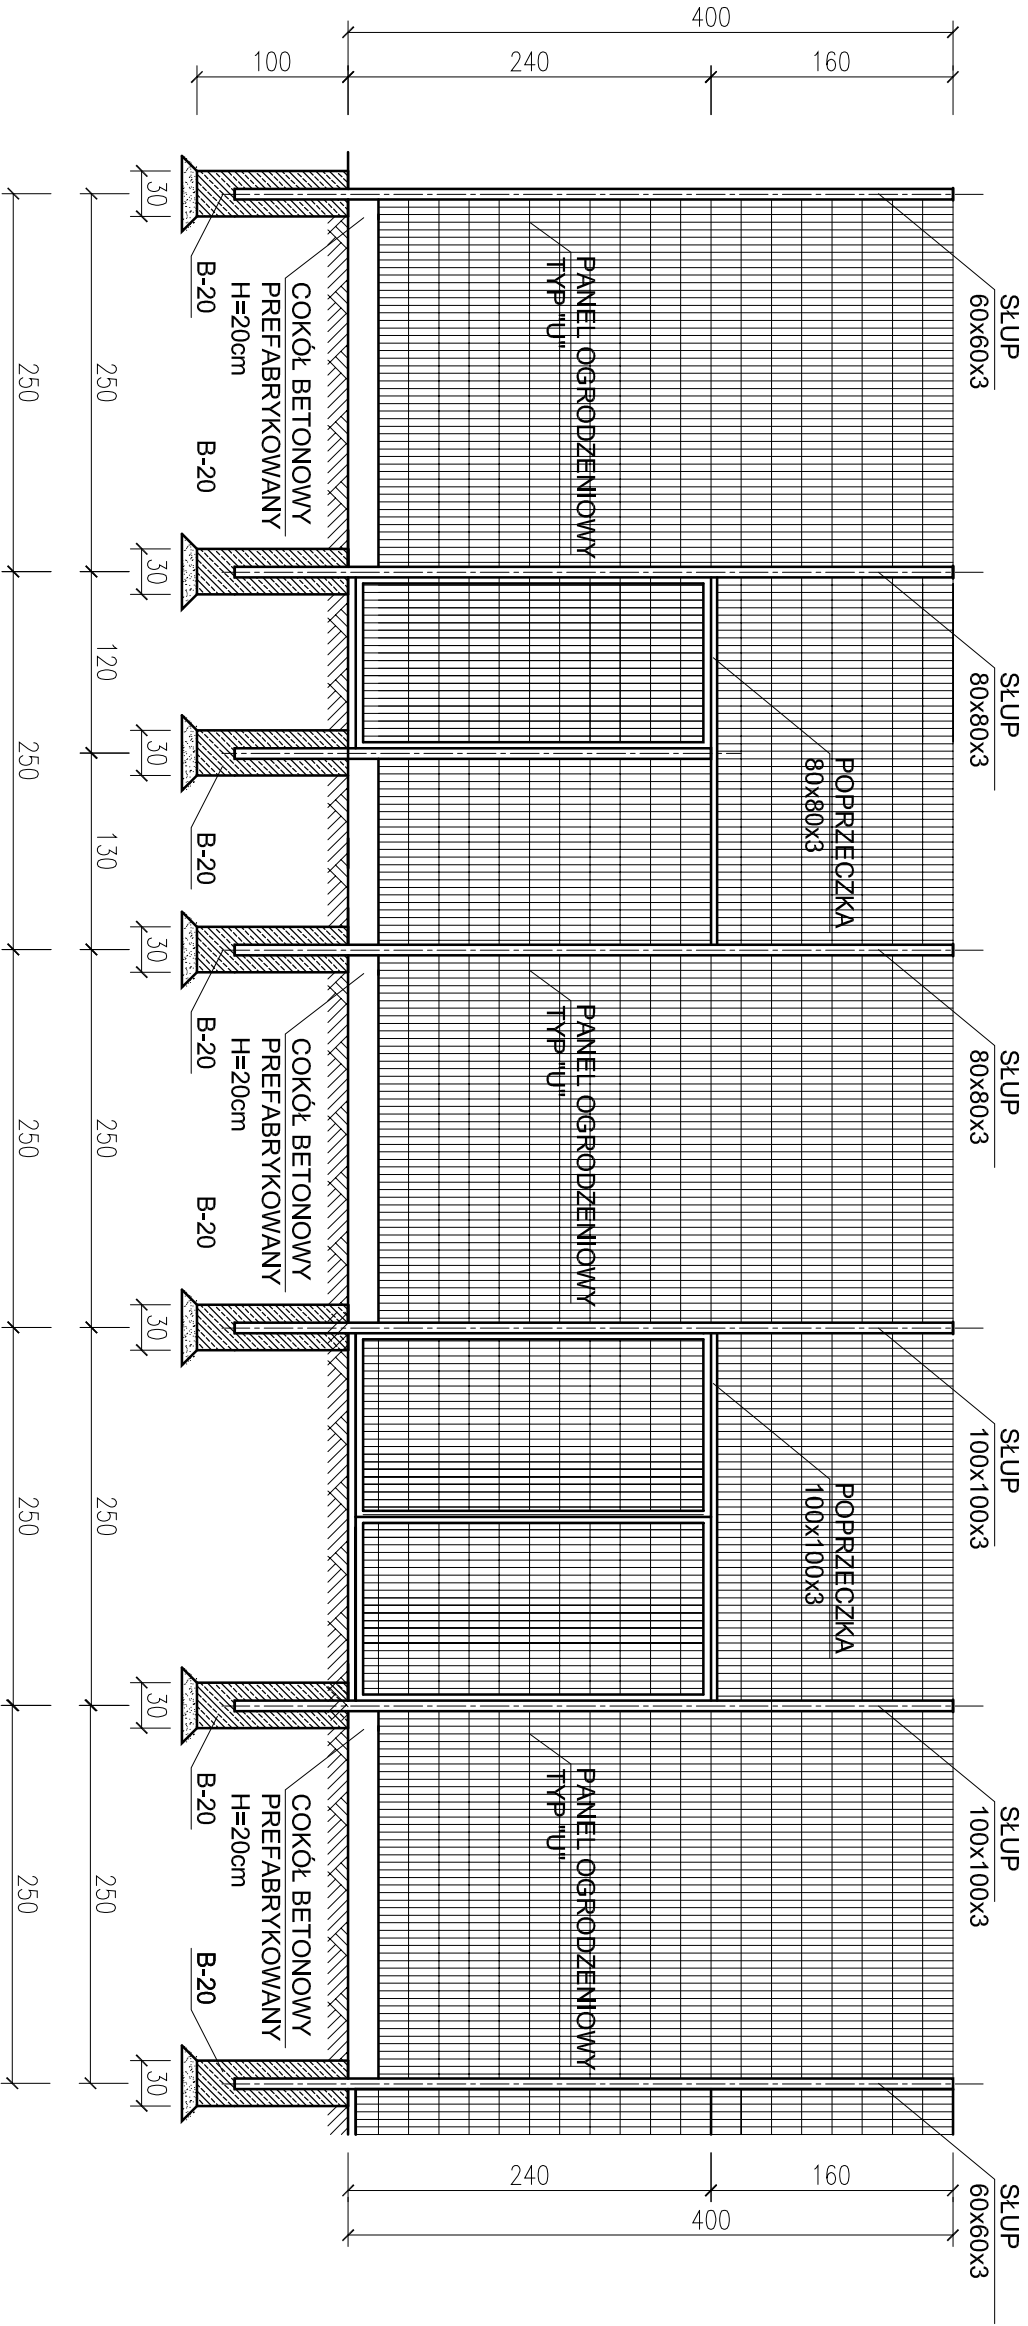 SŁUP
60x60x3
SŁUP
80x80x3
SŁUP
80x80x3
SŁUP
100x100x3
SŁUP
100x100x3
SŁUP
60x60x3
POPRZECZKA
80x80x3
POPRZECZKA
100x100x3
PANEL OGRODZENIOWY
TYP "U"
PANEL OGRODZENIOWY
TYP "U"
PANEL OGRODZENIOWY
TYP "U"
400
160
240
100
160
240
400
COKÓŁ BETONOWY
PREFABRYKOWANY
H=20cm
COKÓŁ BETONOWY
PREFABRYKOWANY
H=20cm
COKÓŁ BETONOWY
PREFABRYKOWANY
H=20cm
B-20
B-20
B-20
B-20
B-20
B-20
B-20
30
30
30
30
30
30
30
250
120
130
250
250
250
250
250
250
250
250